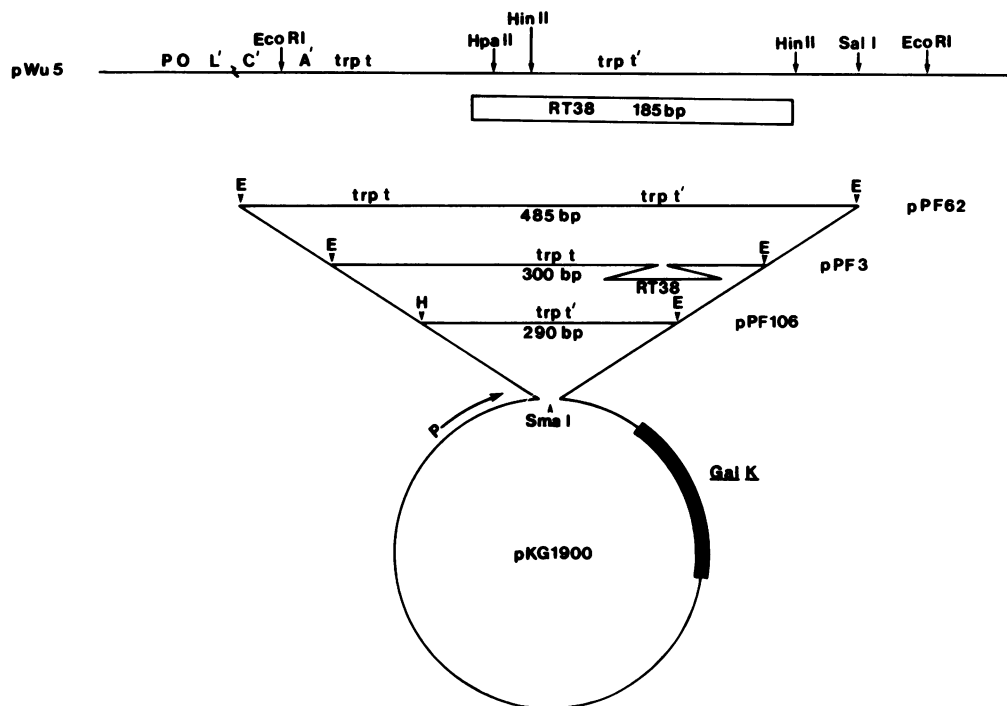 Hin II
Eco RI Hpa II Hin II Sal I Eco RI
pWu 5 P O L' C' A' trp t trp t'
RT38 185 bp
E trp t trp t' E
485 bp pPF62
E trp t E
300 bp pPF3
RT38
H trp t' E
290 bp pPF106
P Sma I
Gal K
pKG1900